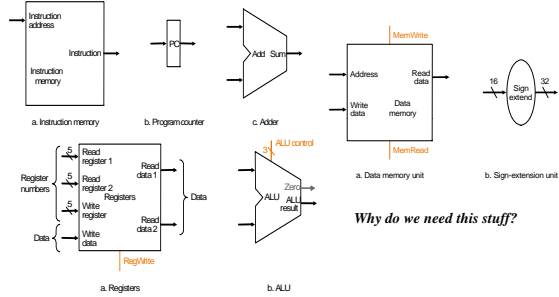 Instruction
address
Instruction
Instruction
memory
a. Instruction memory
PC
b. Program counter
Add Sum
c. Adder
MemWrite
Address
Read
data
Write
data
Data
memory
MemRead
a. Data memory unit
16
Sign
extend
32
b. Sign-extension unit
Register
numbers
5
Read
register 1
5
Read
register 2
5
Write
register
Data
Write
data
Registers
Read
data 1
Read
data 2
Data
RegWrite
a. Registers
3
ALU control
Zero
ALU
ALU
result
b. ALU
Why do we need this stuff?